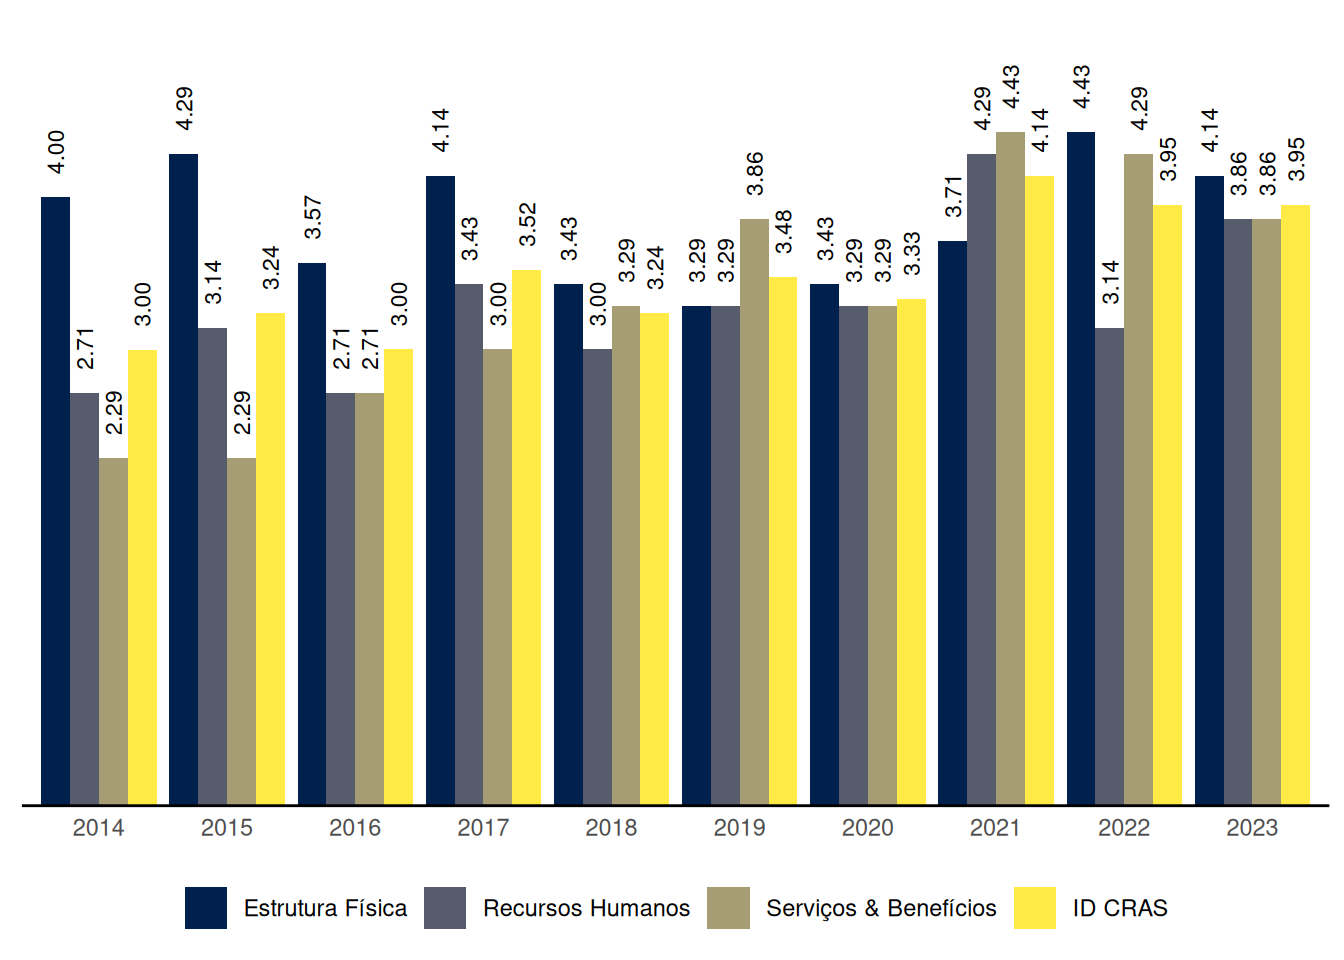 4.00 2.71 2.29 3.00 4.29 3.14 2.29 3.24 3.57 2.71 2.71 3.00 4.14 3.43 3.00 3.52 3.43 3.00 3.29 3.24 3.29 3.29 3.86 3.48 3.43 3.29 3.29 3.33 3.71 4.29 4.43 4.14 4.43 3.14 4.29 3.95 4.14 3.86 3.86 3.95
2014 2015 2016 2017 2018 2019 2020 2021 2022 2023
Estrutura Física Recursos Humanos Serviços & Benefícios ID CRAS